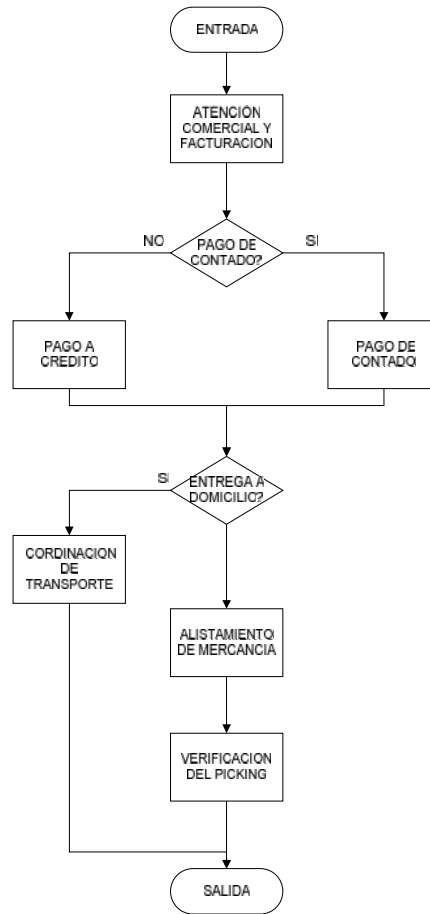 ENTRADA
ATENCIÓN
COMERCIAL Y
FACTURACION
NO
PAGO DE
CONTADO?
SI
PAGO A
CREDITO
PAGO DE
CONTADO
SI
ENTREGA A
DOMICILIO?
CORDINACION
DE
TRANSPORTE
ALISTAMIENTO
DE MERCANCIA
VERIFICACION
DEL PICKING
SALIDA